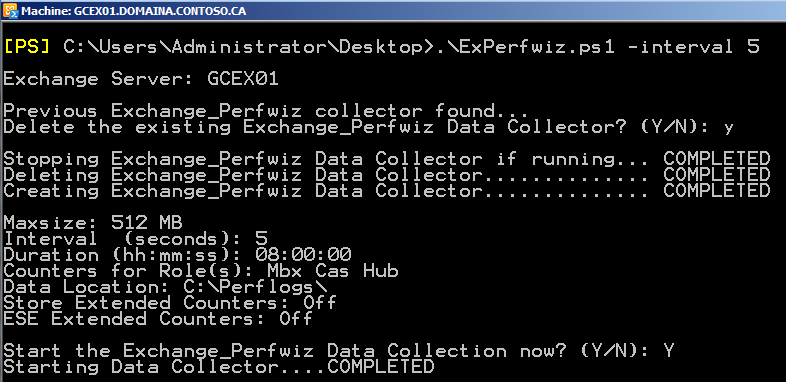 Machine: GCEX01.DOMAINA.CONTOSO.CA
[PS] C:\Users\Administrator\Desktop>.\ExPerfwiz.ps1 -interval 5
Exchange Server: GCEX01
Previous Exchange_Perfwiz collector found...
Delete the existing Exchange_Perfwiz Data Collector? (Y/N): y
Stopping Exchange_Perfwiz Data Collector if running... COMPLETED
Deleting Exchange_Perfwiz Data Collector.............. COMPLETED
Creating Exchange_Perfwiz Data Collector.............. COMPLETED
Maxsize: 512 MB
Interval  (seconds): 5
Duration (hh:mm:ss): 08:00:00
Counters for Role(s): Mbx Cas Hub
Data Location: C:\Perflogs\
Store Extended Counters: Off
ESE Extended Counters: Off
Start the Exchange_Perfwiz Data Collection now? (Y/N): Y
Starting Data Collector....COMPLETED